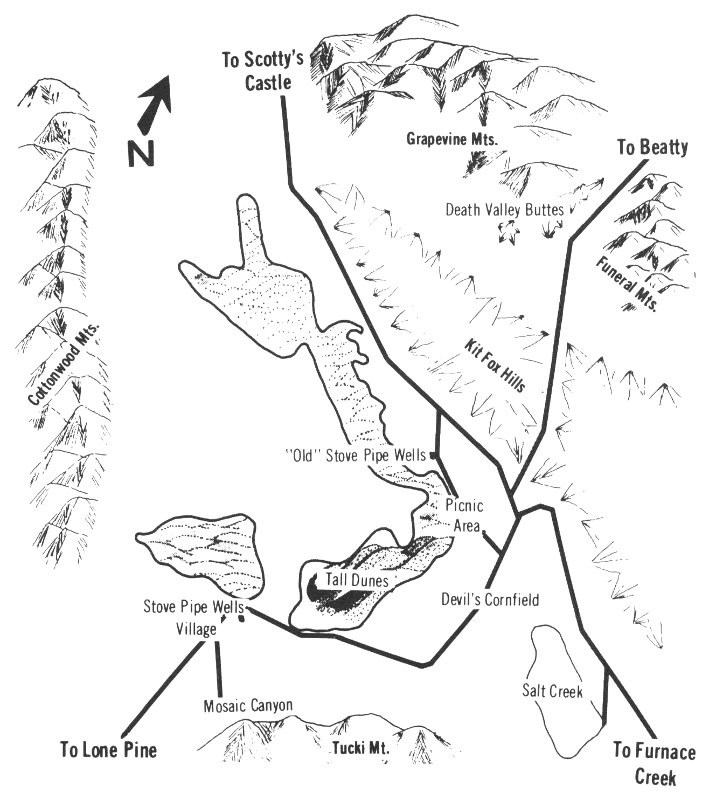 To Scotty's
Castle
N
Grapevine Mts.
To Beatty
Death Valley Buttes
Funeral Mts.
Cottonwood Mts.
Kit Fox Hills
"Old" Stove Pipe Wells
Picnic
Area
Tall Dunes
Devil's Cornfield
Stove Pipe Wells
Village
Salt Creek
Mosaic Canyon
To Lone Pine
Tucki Mt.
To Furnace
Creek